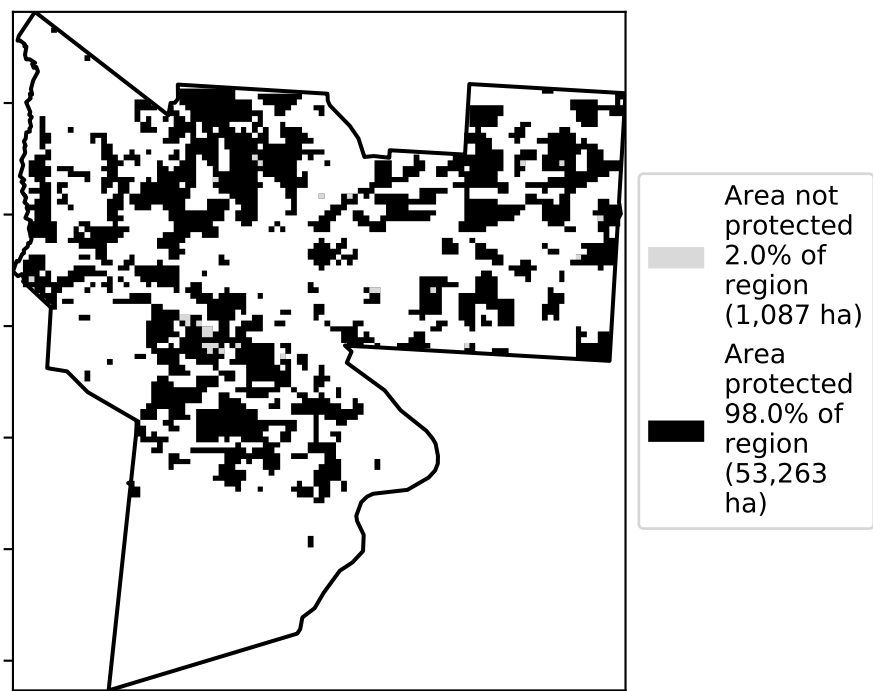 Area not
protected
2.0% of
region
(1,087 ha)
Area
protected
98.0% of
region
(53,263
ha)